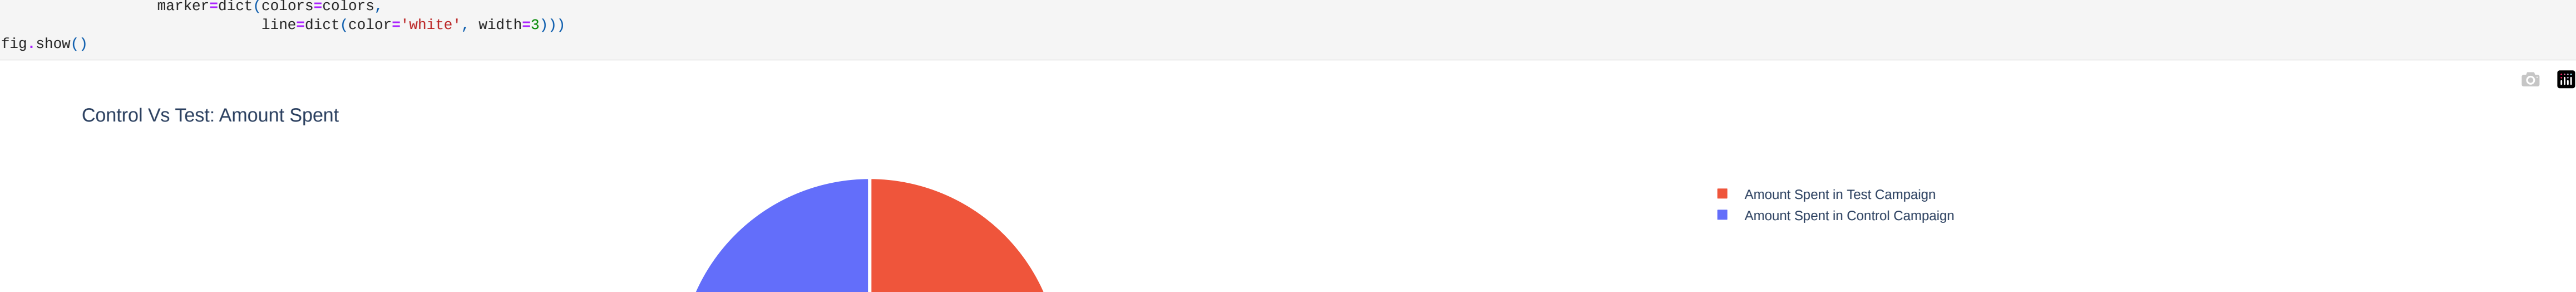 marker=dict(colors=colors,
line=dict(color='white', width=3)))
fig.show()
Control Vs Test: Amount Spent
Amount Spent in Test Campaign
Amount Spent in Control Campaign